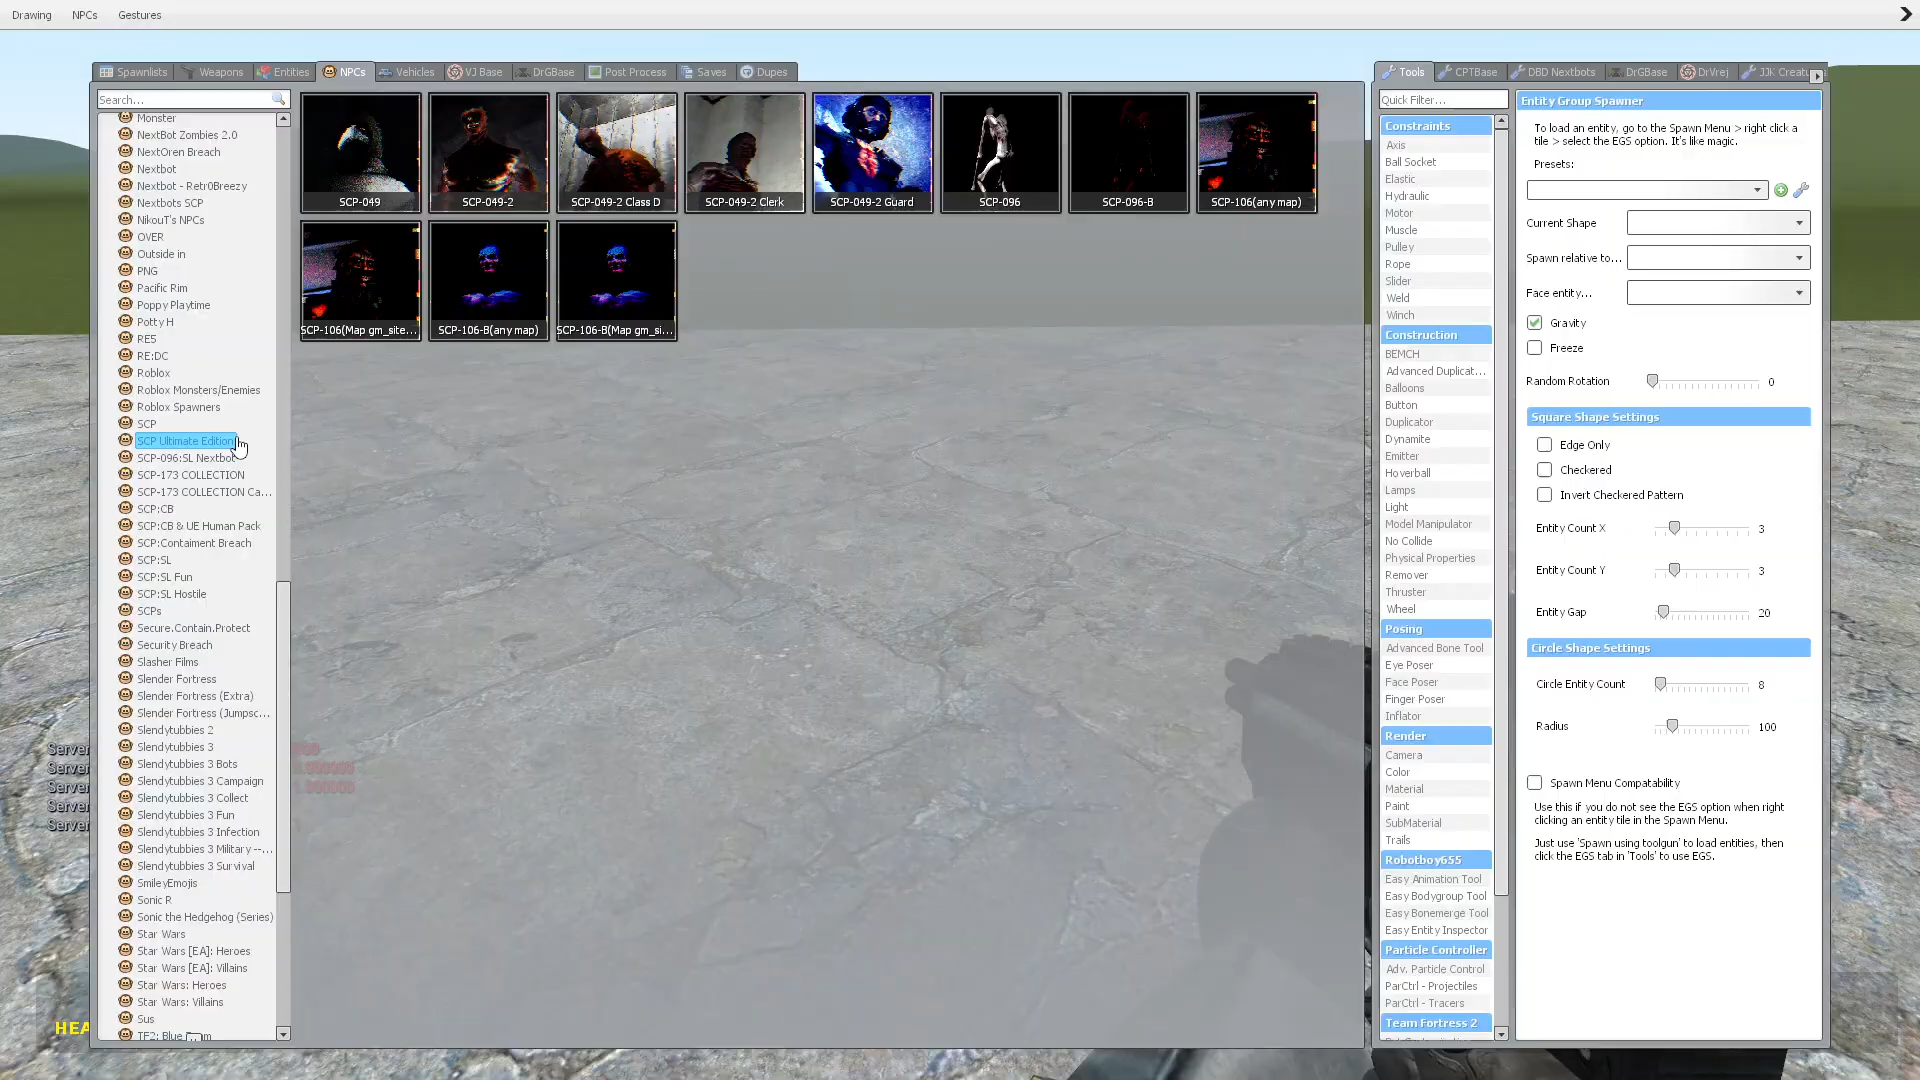 Drawing NPCs Gestures
Spawnlists Weapons Entities NPCs Vehicles VJ Base DrGBase Post Process Saves Dupes
Search...
Monster
NextBot Zombies 2.0
NextOren Breach
Nextbot
Nextbot - Retr0Breezy
Nextbots SCP
NikouT's NPCs
OVER
Outside in
PNG
Pacific Rim
Poppy Playtime
Potty H
RE5
RE:DC
Roblox
Roblox Monsters/Enemies
Roblox Spawners
SCP
SCP Ultimate Edition
SCP-096:SL Nextbot
SCP-173 COLLECTION
SCP-173 COLLECTION Ca...
SCP:CB
SCP:CB & UE Human Pack
SCP:Contaiment Breach
SCP:SL
SCP:SL Fun
SCP:SL Hostile
SCPs
Secure.Contain.Protect
Security Breach
Slasher Films
Slender Fortress
Slender Fortress (Extra)
Slender Fortress (Jumpsc...
Slendytubbies 2
Slendytubbies 3
Slendytubbies 3 Bots
Slendytubbies 3 Campaign
Slendytubbies 3 Collect
Slendytubbies 3 Fun
Slendytubbies 3 Infection
Slendytubbies 3 Military --...
Slendytubbies 3 Survival
SmileyEmojis
Sonic R
Sonic the Hedgehog (Series)
Star Wars
Star Wars [EA]: Heroes
Star Wars [EA]: Villains
Star Wars: Heroes
Star Wars: Villains
Sus
TF2: Blue
Server
Server
Server
Server
Server
HEA
SCP-049 SCP-049-2 SCP-049-2 Class D SCP-049-2 Clerk SCP-049-2 Guard SCP-096 SCP-096-B SCP-106(any map)
SCP-106(Map gm_site... SCP-106-B(any map) SCP-106-B(Map gm_si...
Tools CPTBase DBD Nextbots DrGBase DrVrej JJK Creatu
Quick Filter...
Constraints
Axis
Ball Socket
Elastic
Hydraulic
Motor
Muscle
Pulley
Rope
Slider
Weld
Winch
Construction
BEMCH
Advanced Duplicat...
Balloons
Button
Duplicator
Dynamite
Emitter
Hoverball
Lamps
Light
Model Manipulator
No Collide
Physical Properties
Remover
Thruster
Wheel
Posing
Advanced Bone Tool
Eye Poser
Face Poser
Finger Poser
Inflator
Render
Camera
Color
Material
Paint
SubMaterial
Trails
Robotboy655
Easy Animation Tool
Easy Bodygroup Tool
Easy Bonemerge Tool
Easy Entity Inspector
Particle Controller
Adv. Particle Control
ParCtrl - Projectiles
ParCtrl - Tracers
Team Fortress 2
Entity Group Spawner
To load an entity, go to the Spawn Menu > right click a
tile > select the EGS option. It's like magic.
Presets:
Current Shape
Spawn relative to...
Face entity...
Gravity
Freeze
Random Rotation 0
Square Shape Settings
Edge Only
Checkered
Invert Checkered Pattern
Entity Count X 3
Entity Count Y 3
Entity Gap 20
Circle Shape Settings
Circle Entity Count 8
Radius 100
Spawn Menu Compatability
Use this if you do not see the EGS option when right
clicking an entity tile in the Spawn Menu.
Just use 'Spawn using toolgun' to load entities, then
click the EGS tab in 'Tools' to use EGS.